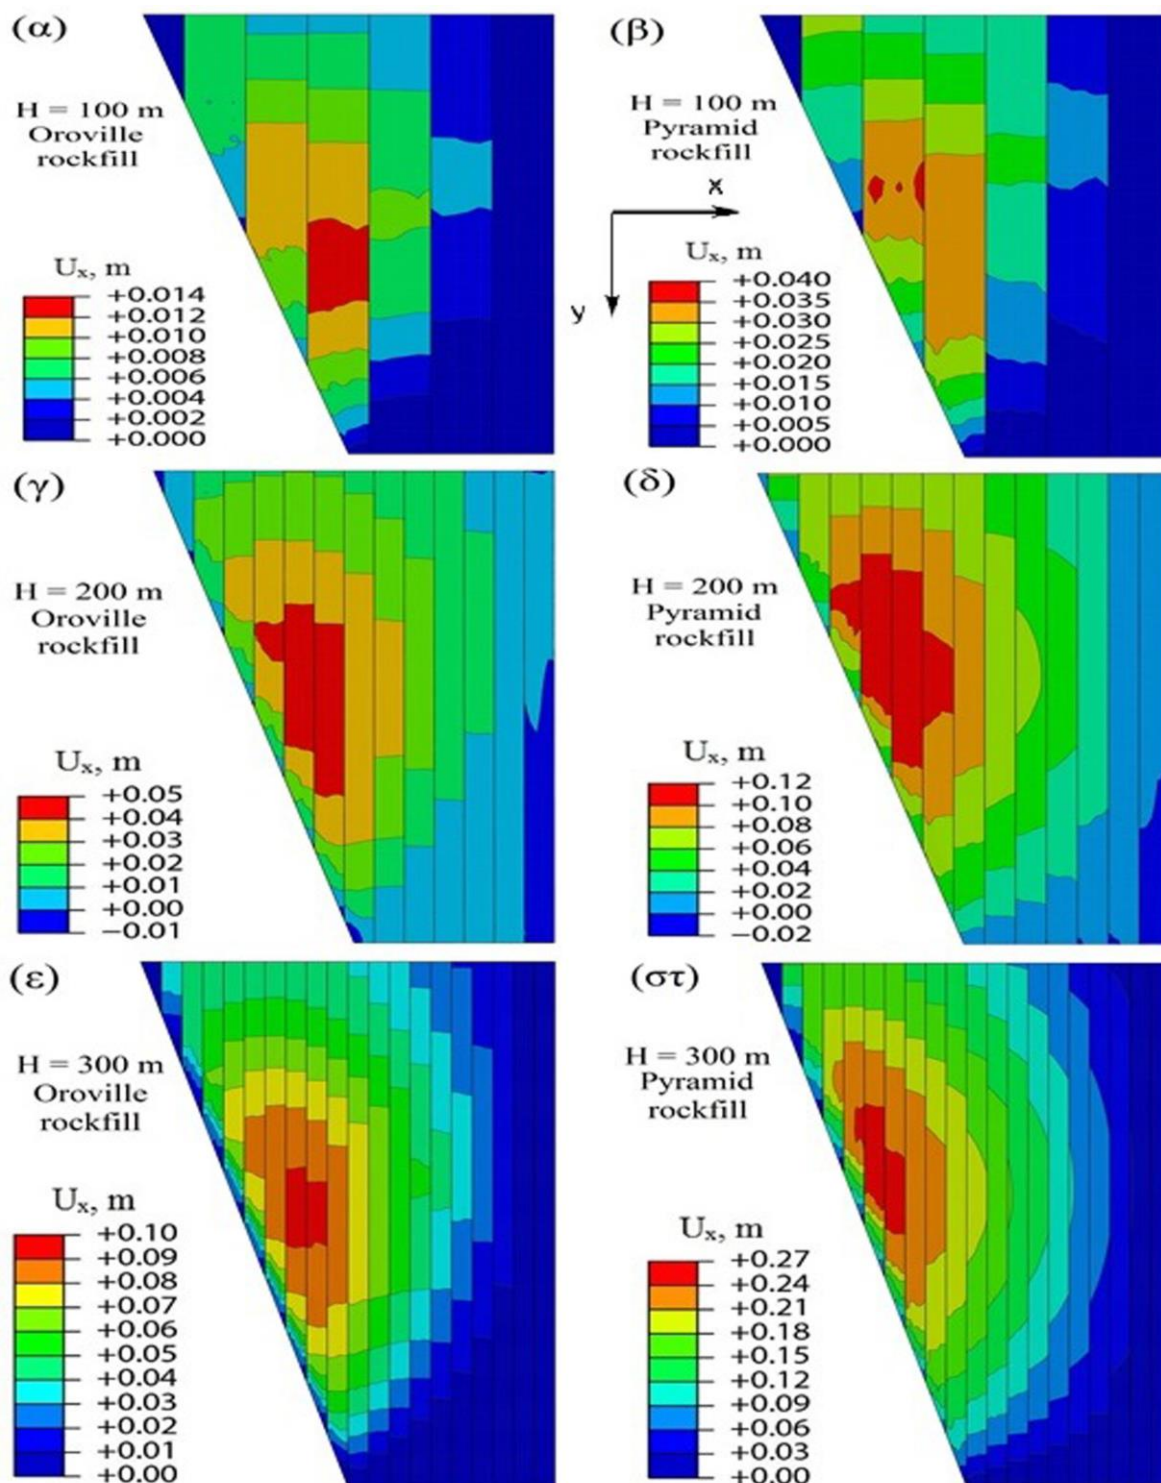 (α)
H = 100 m
Oroville
rockfill
Uₓ, m
+0.014
+0.012
+0.010
+0.008
+0.006
+0.004
+0.002
+0.000
(β)
H = 100 m
Pyramid
rockfill
x
y
Uₓ, m
+0.040
+0.035
+0.030
+0.025
+0.020
+0.015
+0.010
+0.005
+0.000
(γ)
H = 200 m
Oroville
rockfill
Uₓ, m
+0.05
+0.04
+0.03
+0.02
+0.01
+0.00
−0.01
(δ)
H = 200 m
Pyramid
rockfill
Uₓ, m
+0.12
+0.10
+0.08
+0.06
+0.04
+0.02
+0.00
−0.02
(ε)
H = 300 m
Oroville
rockfill
Uₓ, m
+0.10
+0.09
+0.08
+0.07
+0.06
+0.05
+0.04
+0.03
+0.02
+0.01
+0.00
(στ)
H = 300 m
Pyramid
rockfill
Uₓ, m
+0.27
+0.24
+0.21
+0.18
+0.15
+0.12
+0.09
+0.06
+0.03
+0.00